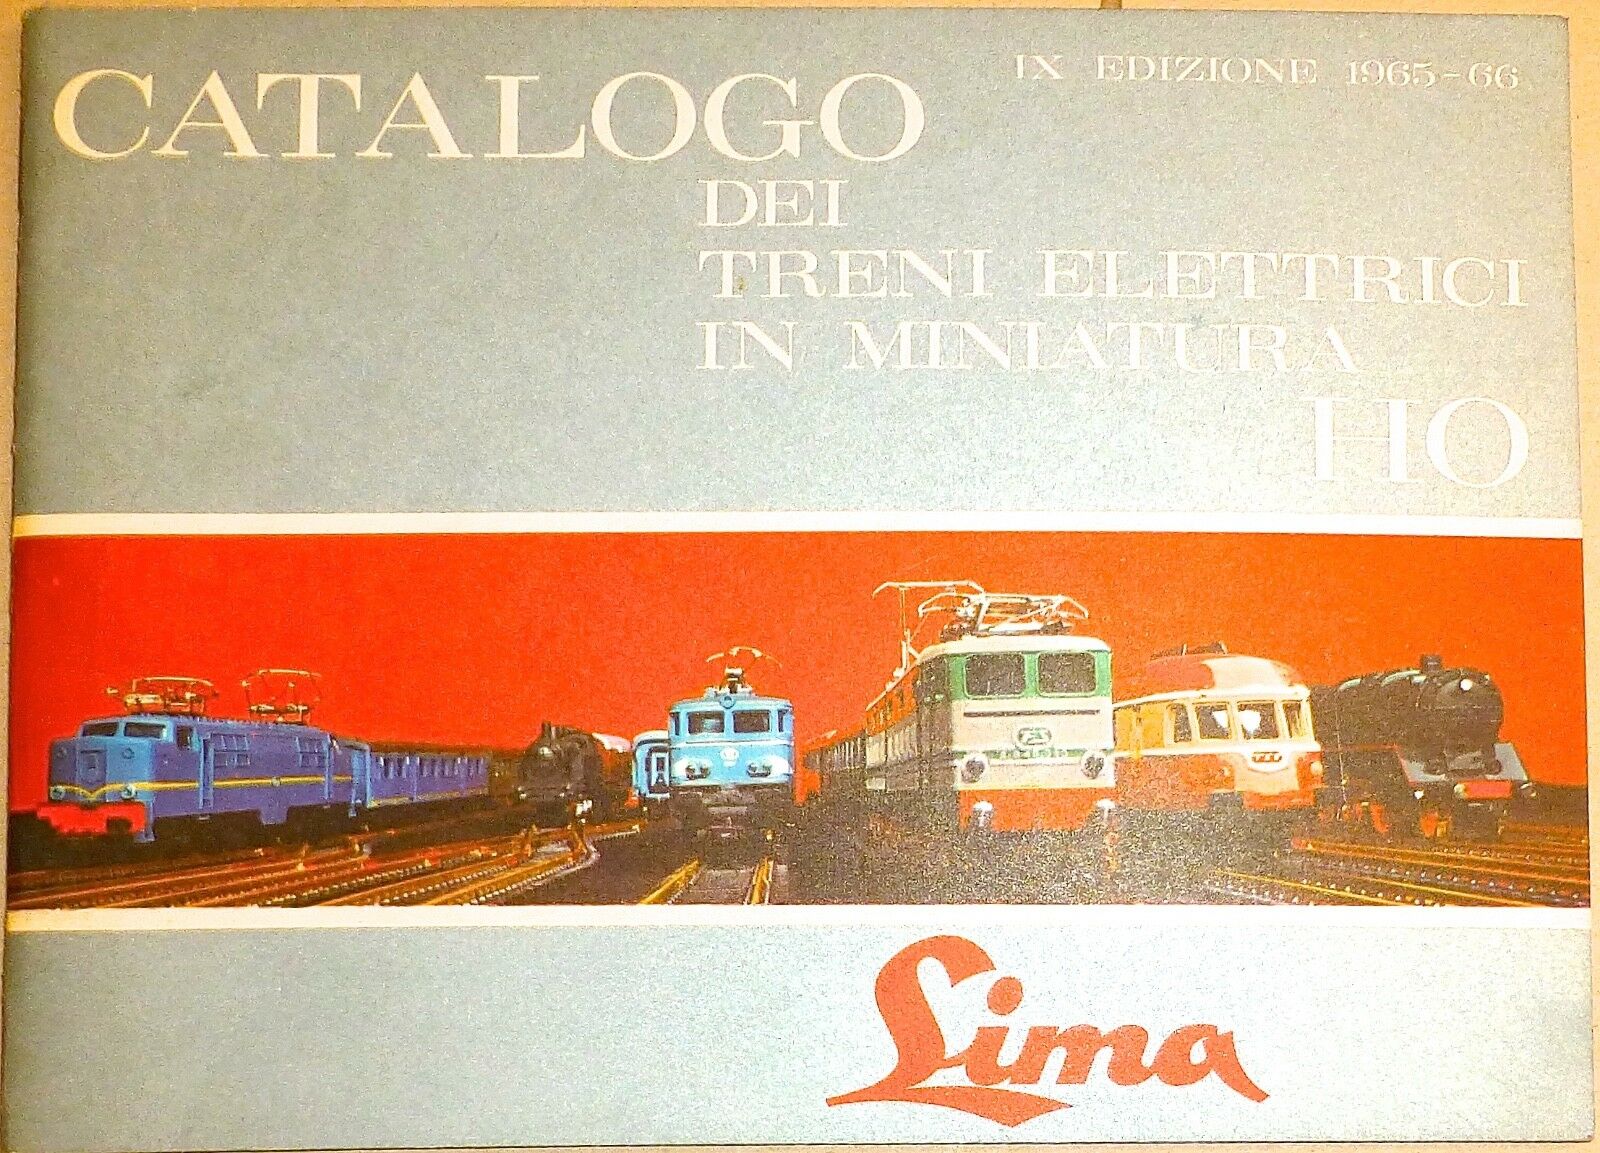 CATALOGO
IX EDIZIONE 1965-66
DEI
TRENI ELETTRICI
IN MINIATURA
HO
Lima